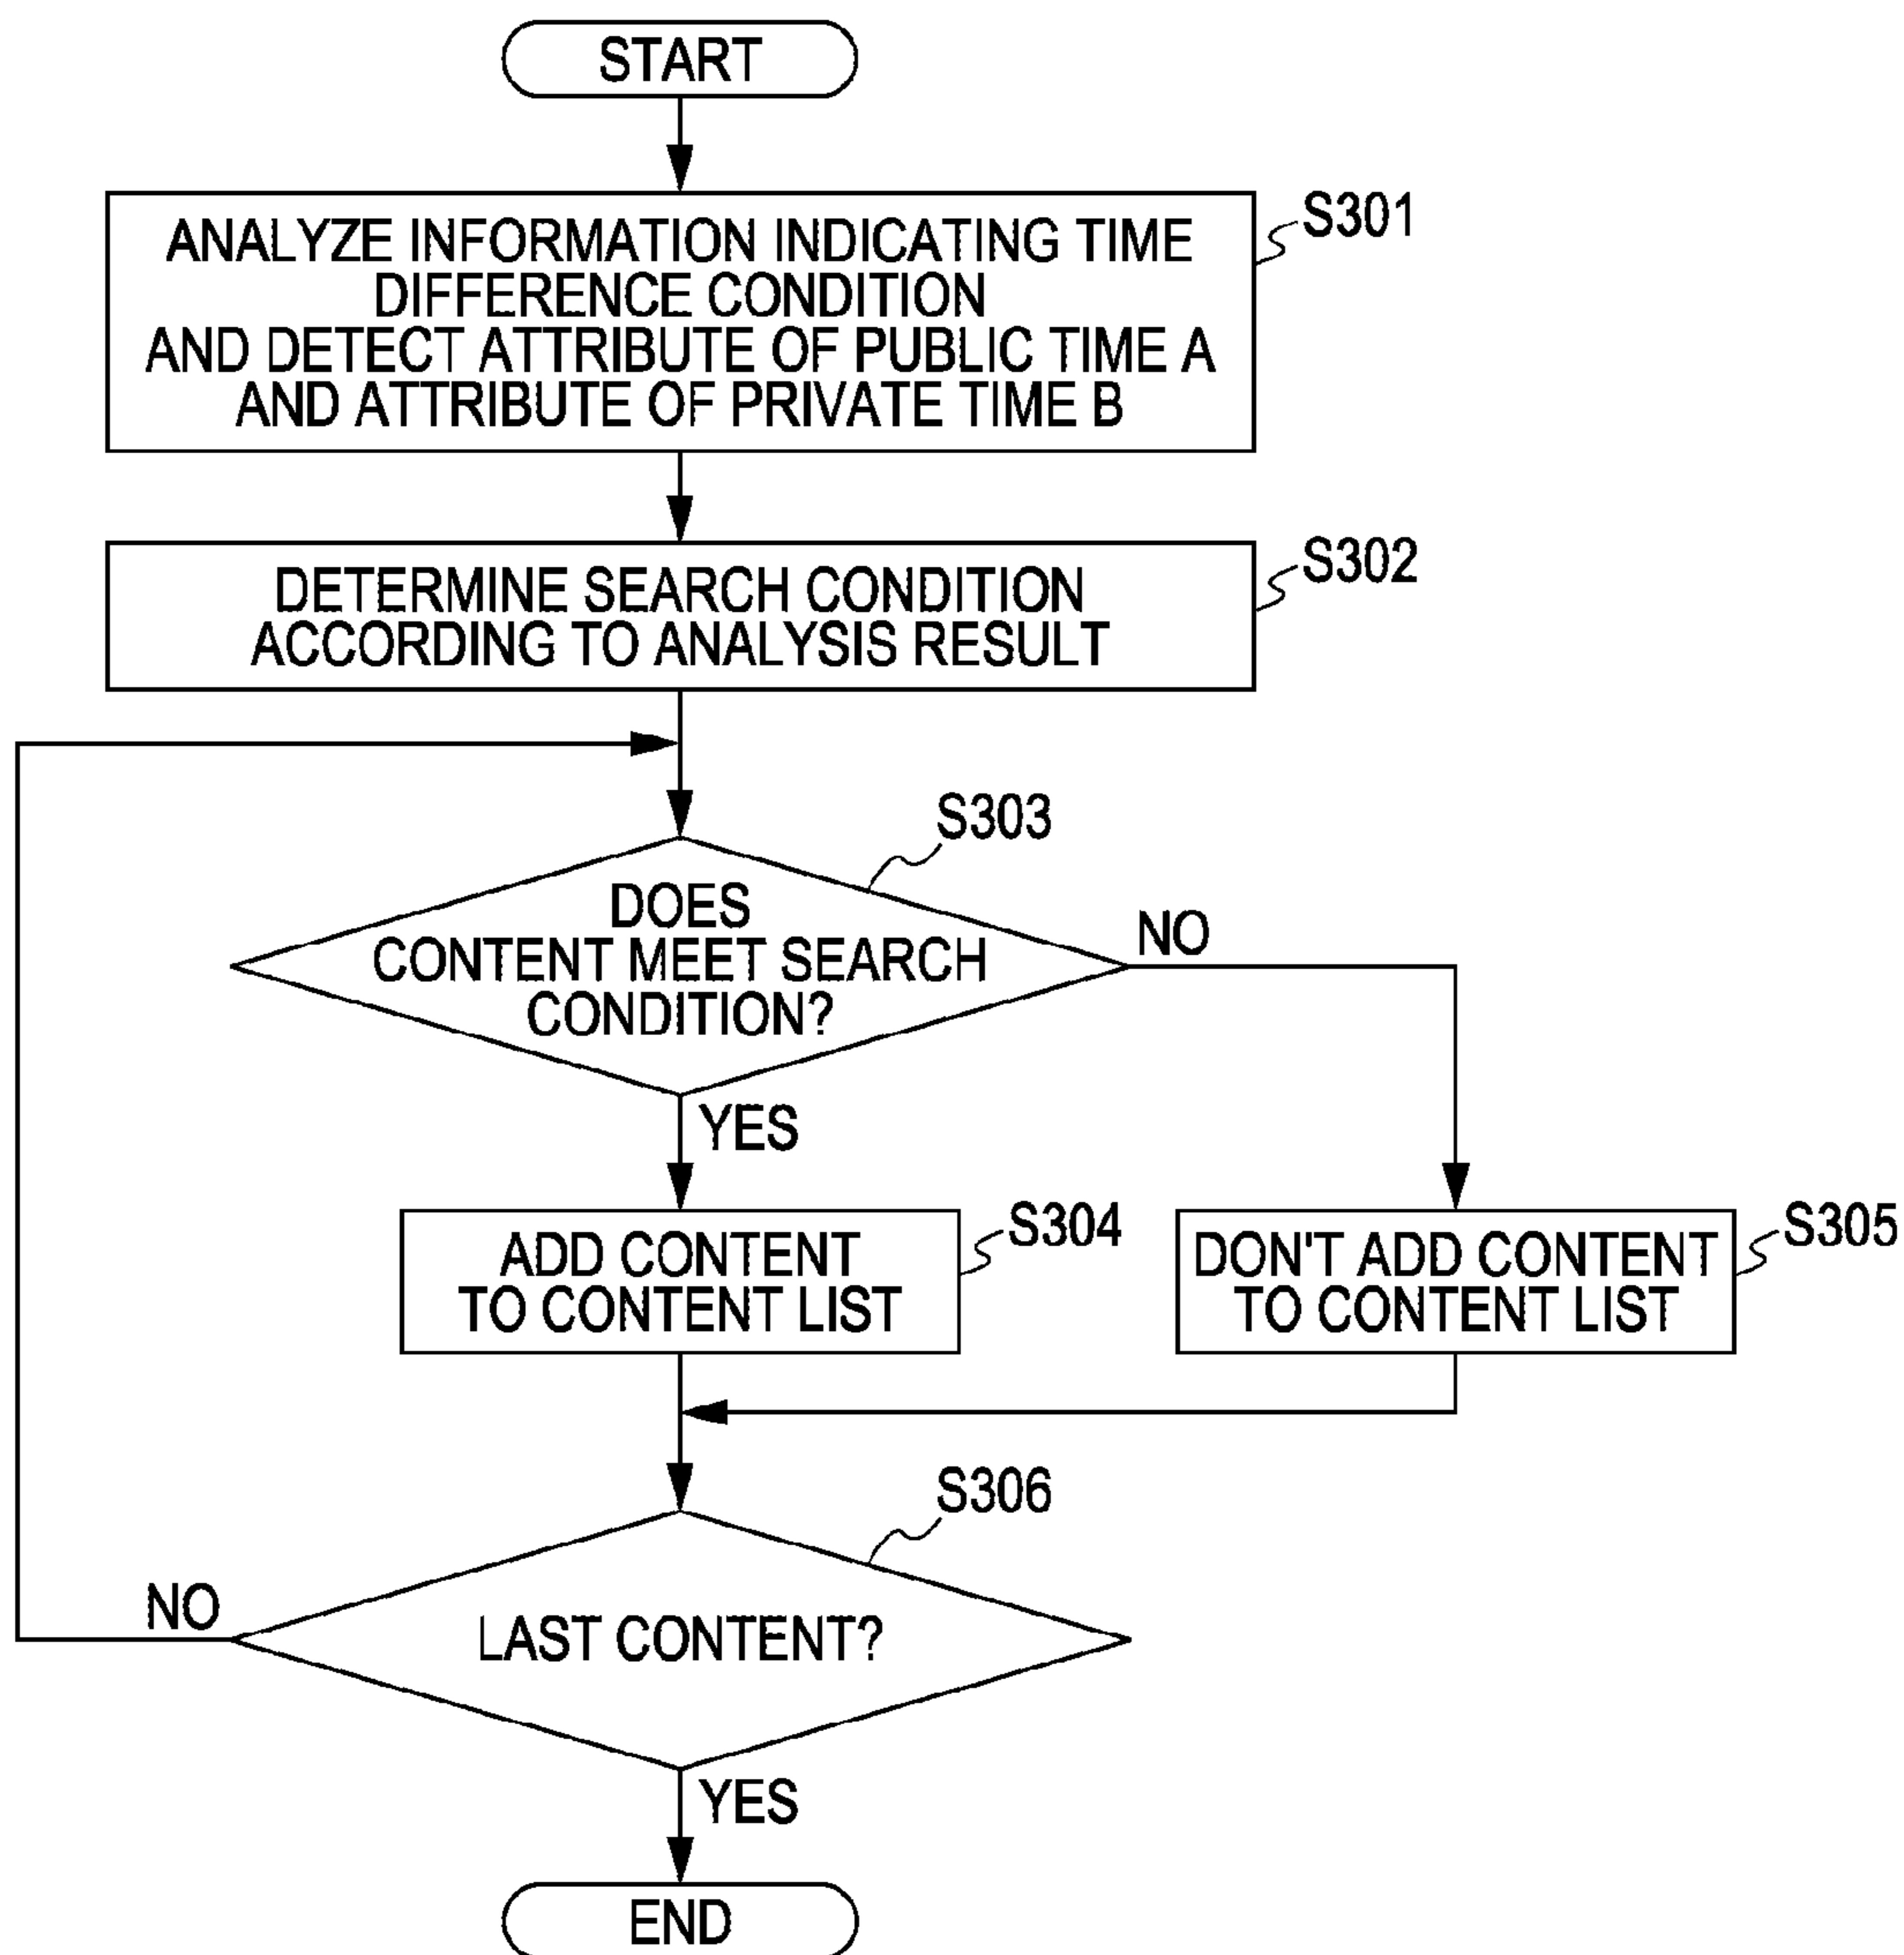 START
ANALYZE INFORMATION INDICATING TIME
DIFFERENCE CONDITION
AND DETECT ATTRIBUTE OF PUBLIC TIME A
AND ATTRIBUTE OF PRIVATE TIME B
S301
DETERMINE SEARCH CONDITION
ACCORDING TO ANALYSIS RESULT
S302
S303
DOES
CONTENT MEET SEARCH
CONDITION?
NO
YES
ADD CONTENT
TO CONTENT LIST
S304
DON'T ADD CONTENT
TO CONTENT LIST
S305
S306
LAST CONTENT?
NO
YES
END